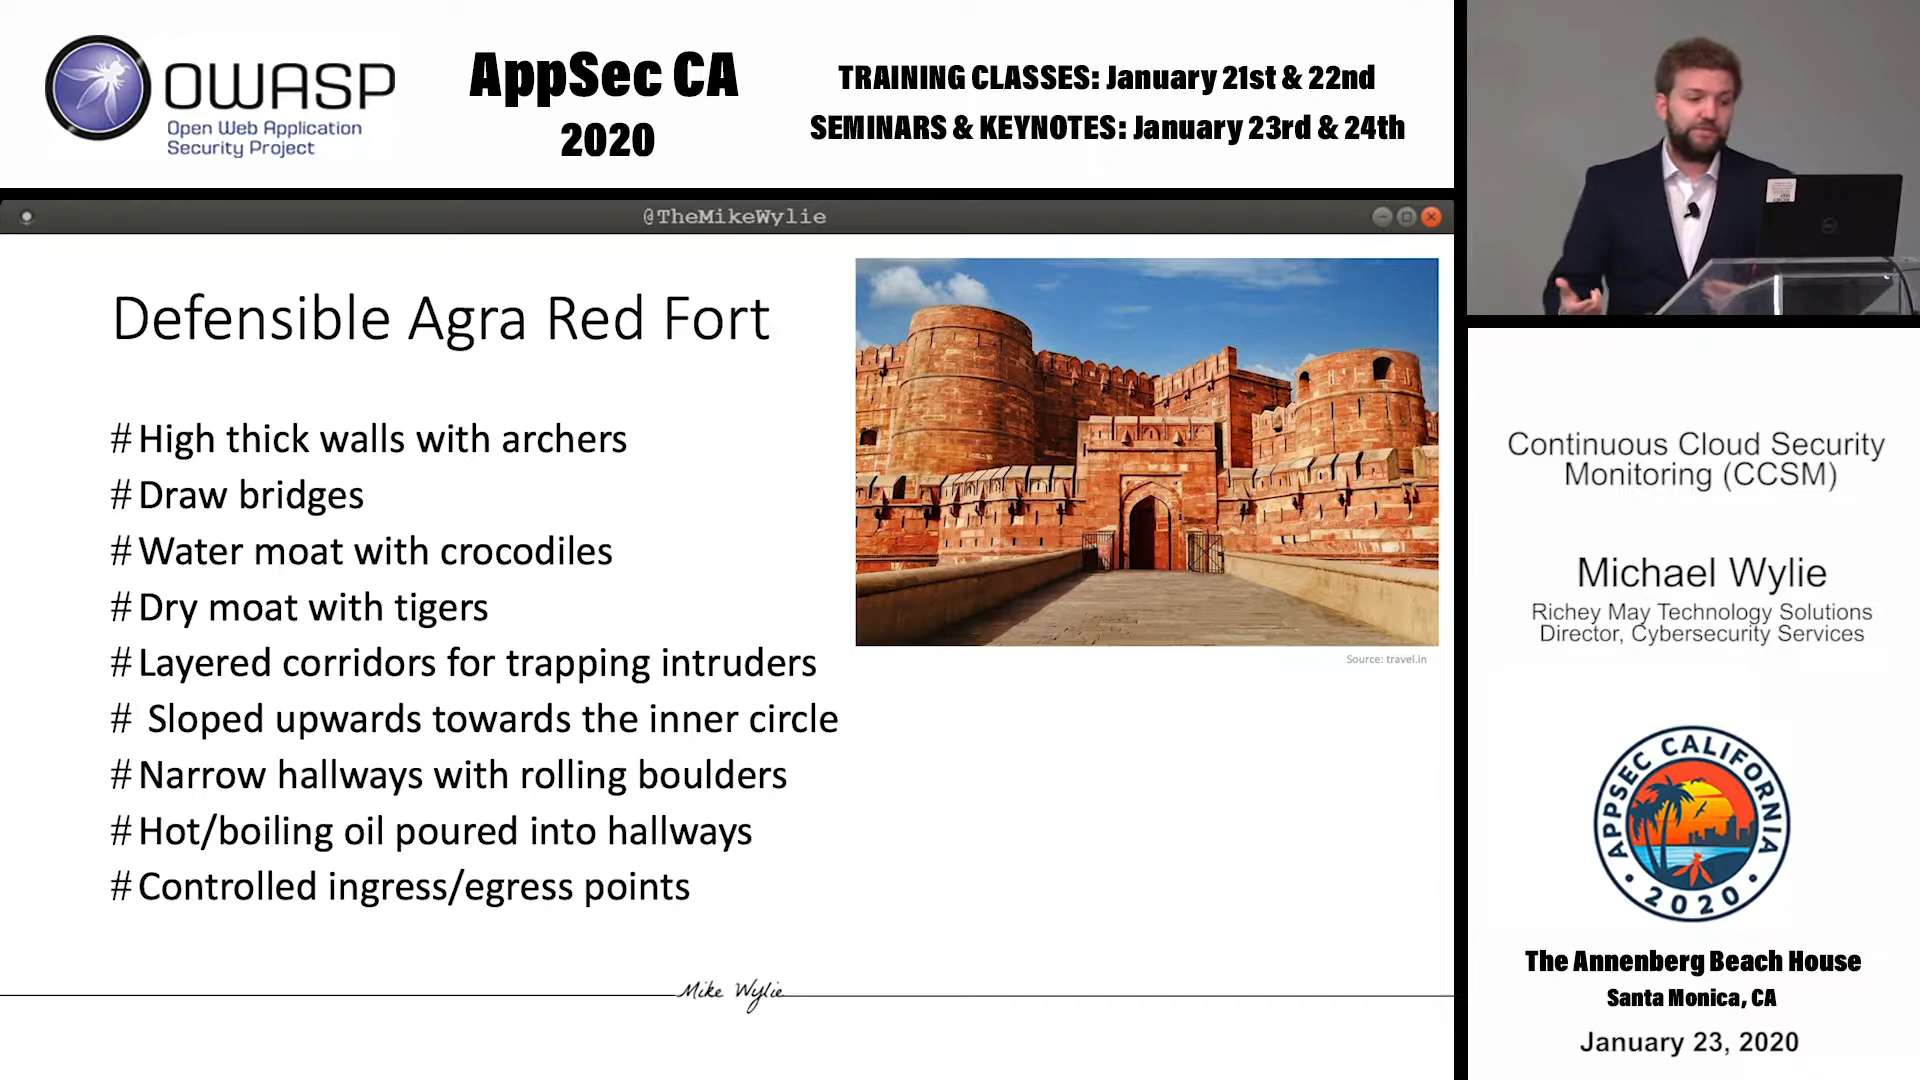 OWASP
Open Web Application
Security Project
AppSec CA
2020
TRAINING CLASSES: January 21st & 22nd
SEMINARS & KEYNOTES: January 23rd & 24th
@TheMikeWylie
Defensible Agra Red Fort
# High thick walls with archers
# Draw bridges
# Water moat with crocodiles
# Dry moat with tigers
# Layered corridors for trapping intruders
# Sloped upwards towards the inner circle
# Narrow hallways with rolling boulders
# Hot/boiling oil poured into hallways
# Controlled ingress/egress points
Source: travel.in
Mike Wylie
Continuous Cloud Security
Monitoring (CCSM)
Michael Wylie
Richey May Technology Solutions
Director, Cybersecurity Services
APPSEC CALIFORNIA
• 2020 •
The Annenberg Beach House
Santa Monica, CA
January 23, 2020